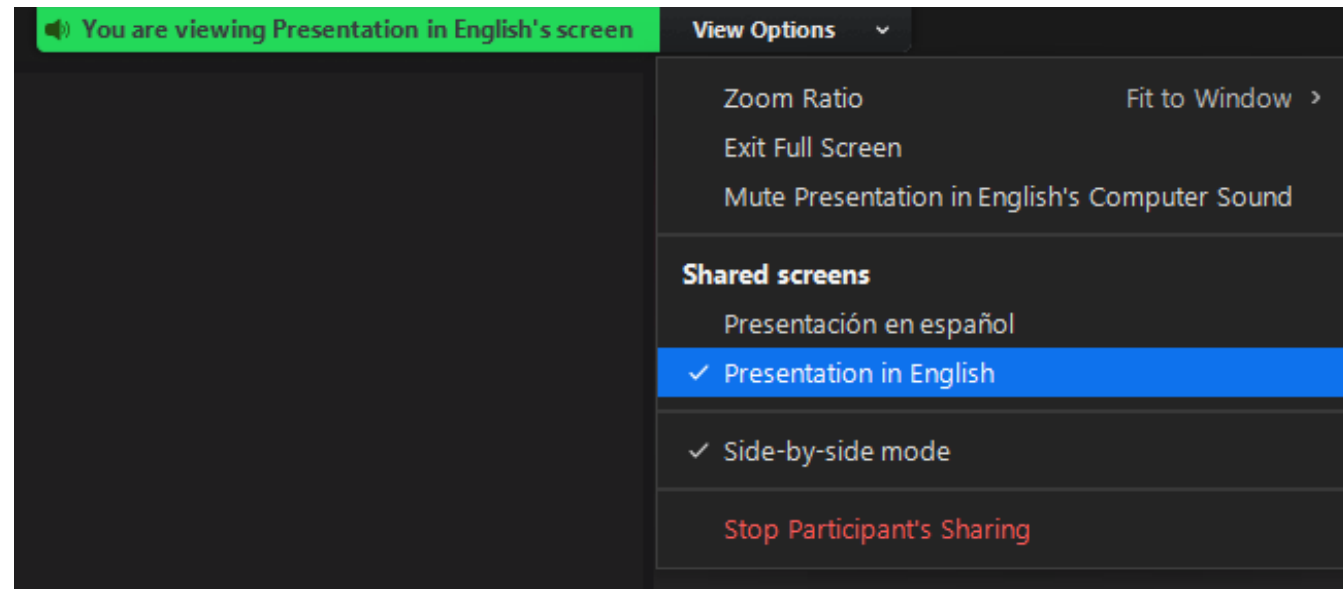 You are viewing Presentation in English's screen View Options
Zoom Ratio Fit to Window
Exit Full Screen
Mute Presentation in English's Computer Sound
Shared screens
Presentación en español
Presentation in English
Side-by-side mode
Stop Participant's Sharing